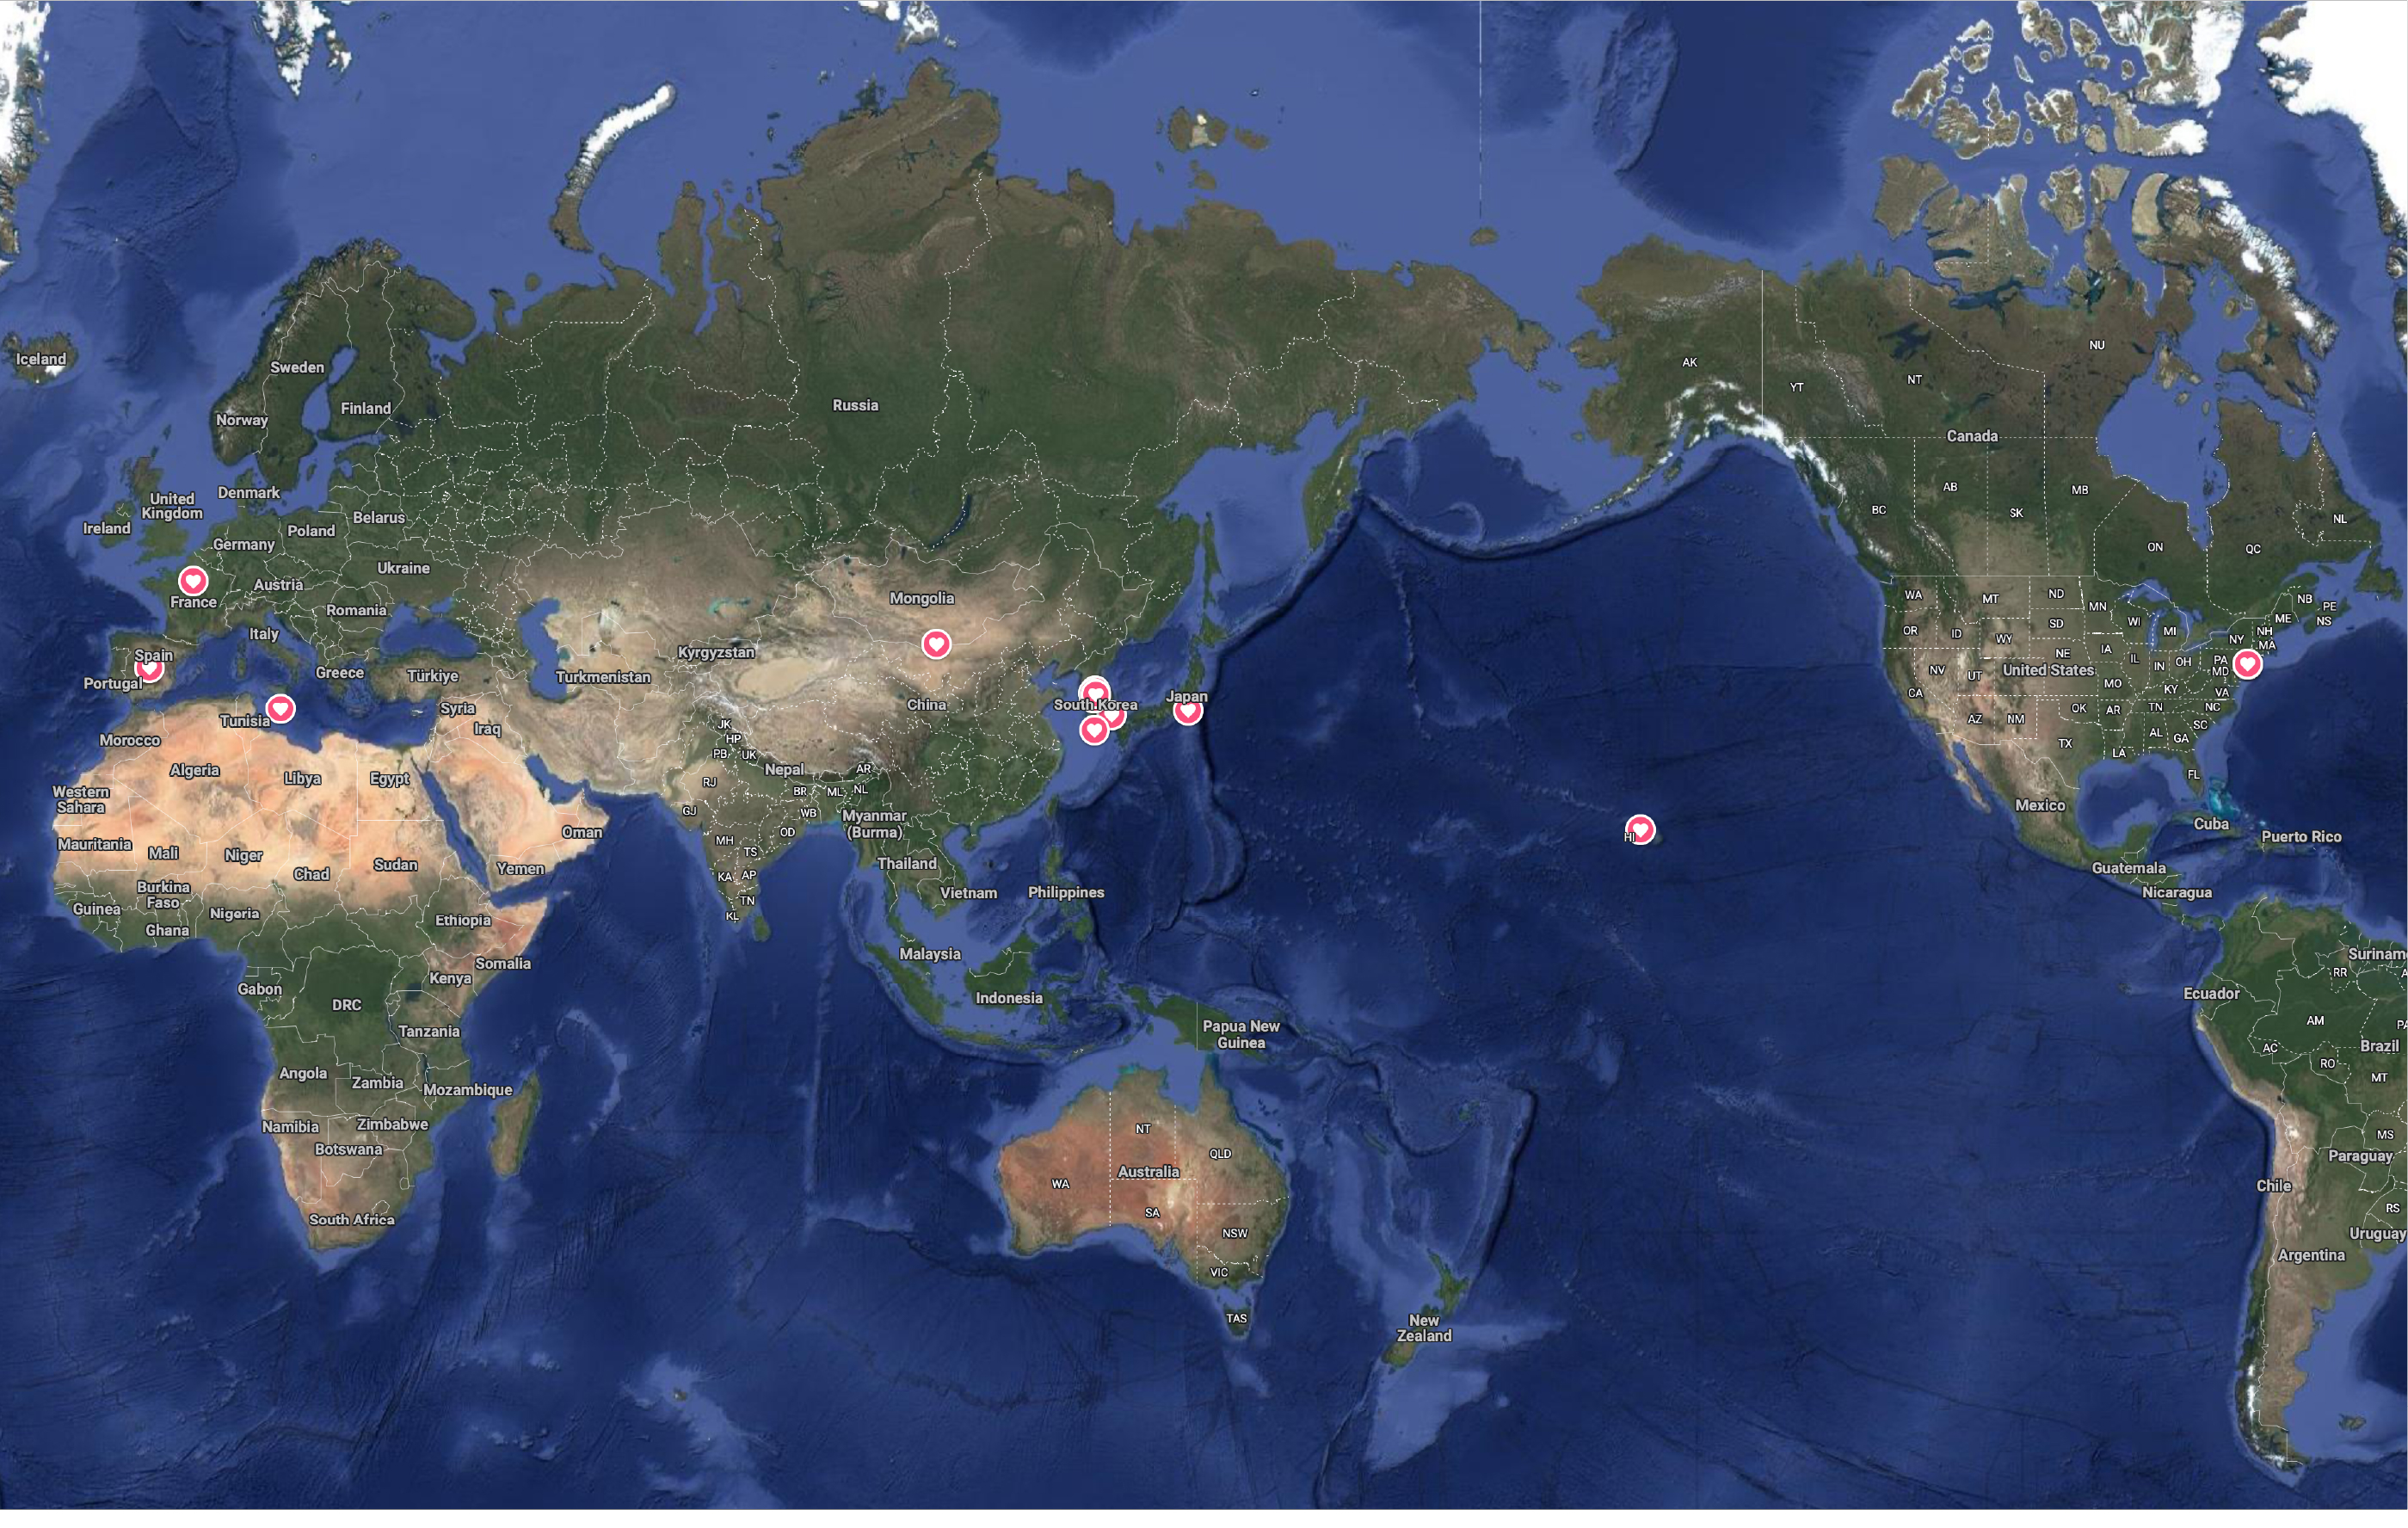 Iceland
Sweden
Finland
Norway
Russia
United
Kingdom
Denmark
Ireland
Belarus
Poland
Germany
Ukraine
Austria
France
Romania
Italy
Spain
Portugal
Greece
Türkiye
Kyrgyzstan
Turkmenistan
Mongolia
China
South Korea
Japan
Tunisia
Syria
Iraq
Morocco
Algeria
Libya
Egypt
Western
Sahara
Mauritania
Mali
Niger
Chad
Sudan
Oman
Yemen
Burkina
Faso
Guinea
Nigeria
Ghana
Ethiopia
Somalia
Kenya
Gabon
DRC
Tanzania
Angola
Zambia
Mozambique
Namibia
Zimbabwe
Botswana
South Africa
JK
HP
PB
UK
RJ
Nepal
AR
BR
ML
NL
GJ
WB
OD
MH
TS
KA
AP
TN
KL
Myanmar
(Burma)
Thailand
Vietnam
Philippines
Malaysia
Indonesia
Papua New
Guinea
NT
QLD
Australia
WA
SA
NSW
VIC
TAS
New
Zealand
HI
AK
YT
NT
NU
Canada
AB
MB
BC
SK
NL
ON
QC
WA
MT
ND
MN
NB
PE
ME
NS
OR
ID
SD
WI
MI
NH
NY
MA
WY
NE
IA
IL
IN
OH
PA
MD
NV
UT
United States
CA
MO
KY
VA
AZ
NM
OK
AR
TN
NC
SC
TX
LA
AL
GA
FL
Mexico
Cuba
Puerto Rico
Guatemala
Nicaragua
Surinam
RR
Ecuador
AM
PA
AC
RO
Brazil
MT
MS
Paraguay
Chile
RS
Uruguay
Argentina